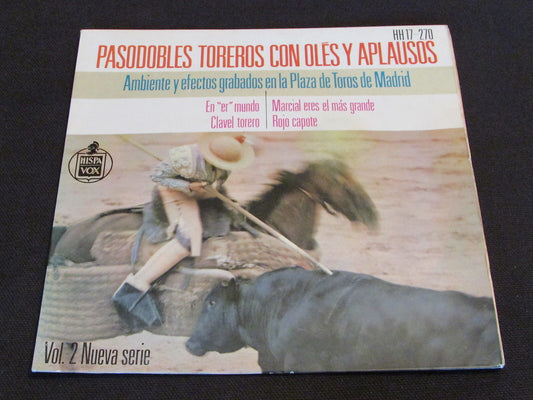 HH 17-270
PASODOBLES TOREROS CON OLÉS Y APLAUSOS
Ambiente y efectos grabados en la Plaza de Toros de Madrid
En "er" mundo
Clavel torero
Marcial eres el más grande
Rojo capote
HISPA
VOX
Vol. 2 Nueva serie